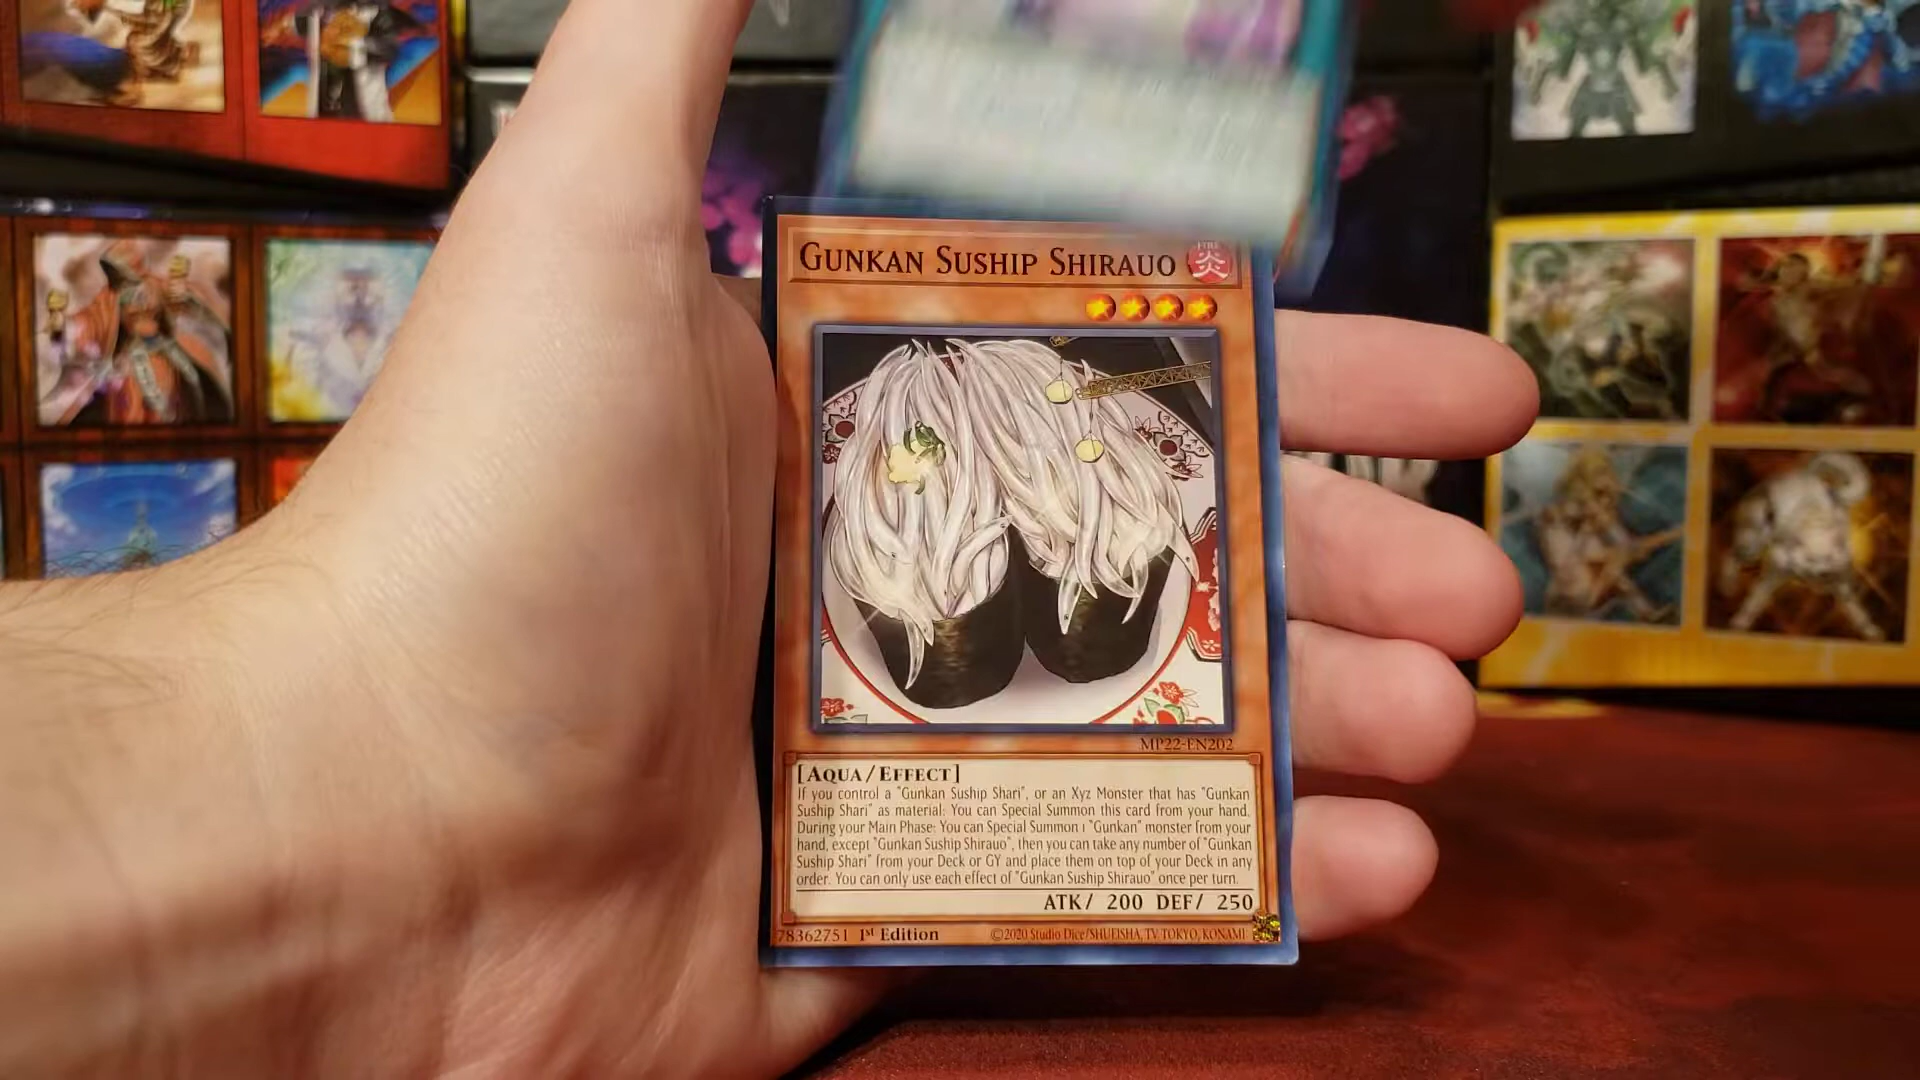 GUNKAN SUSHIP SHIRAUO
FIRE
炎
MP22-EN202
[AQUA/EFFECT]
If you control a "Gunkan Suship Shari", or an Xyz Monster that has "Gunkan
Suship Shari" as material: You can Special Summon this card from your hand.
During your Main Phase: You can Special Summon 1 "Gunkan" monster from your
hand, except "Gunkan Suship Shirauo", then you can take any number of "Gunkan
Suship Shari" from your Deck or GY and place them on top of your Deck in any
order. You can only use each effect of "Gunkan Suship Shirauo" once per turn.
ATK/ 200 DEF/ 250
78362751 1st Edition
©2020 Studio Dice/SHUEISHA, TV TOKYO, KONAMI